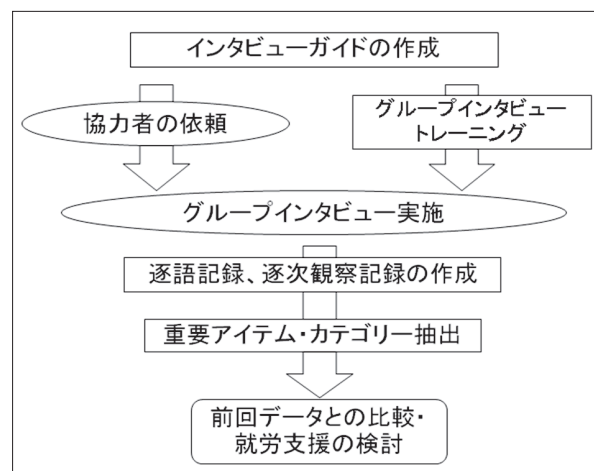 インタビューガイドの作成
協力者の依頼
グループインタビュー
トレーニング
グループインタビュー実施
逐語記録、逐次観察記録の作成
重要アイテム・カテゴリー抽出
前回データとの比較・
就労支援の検討